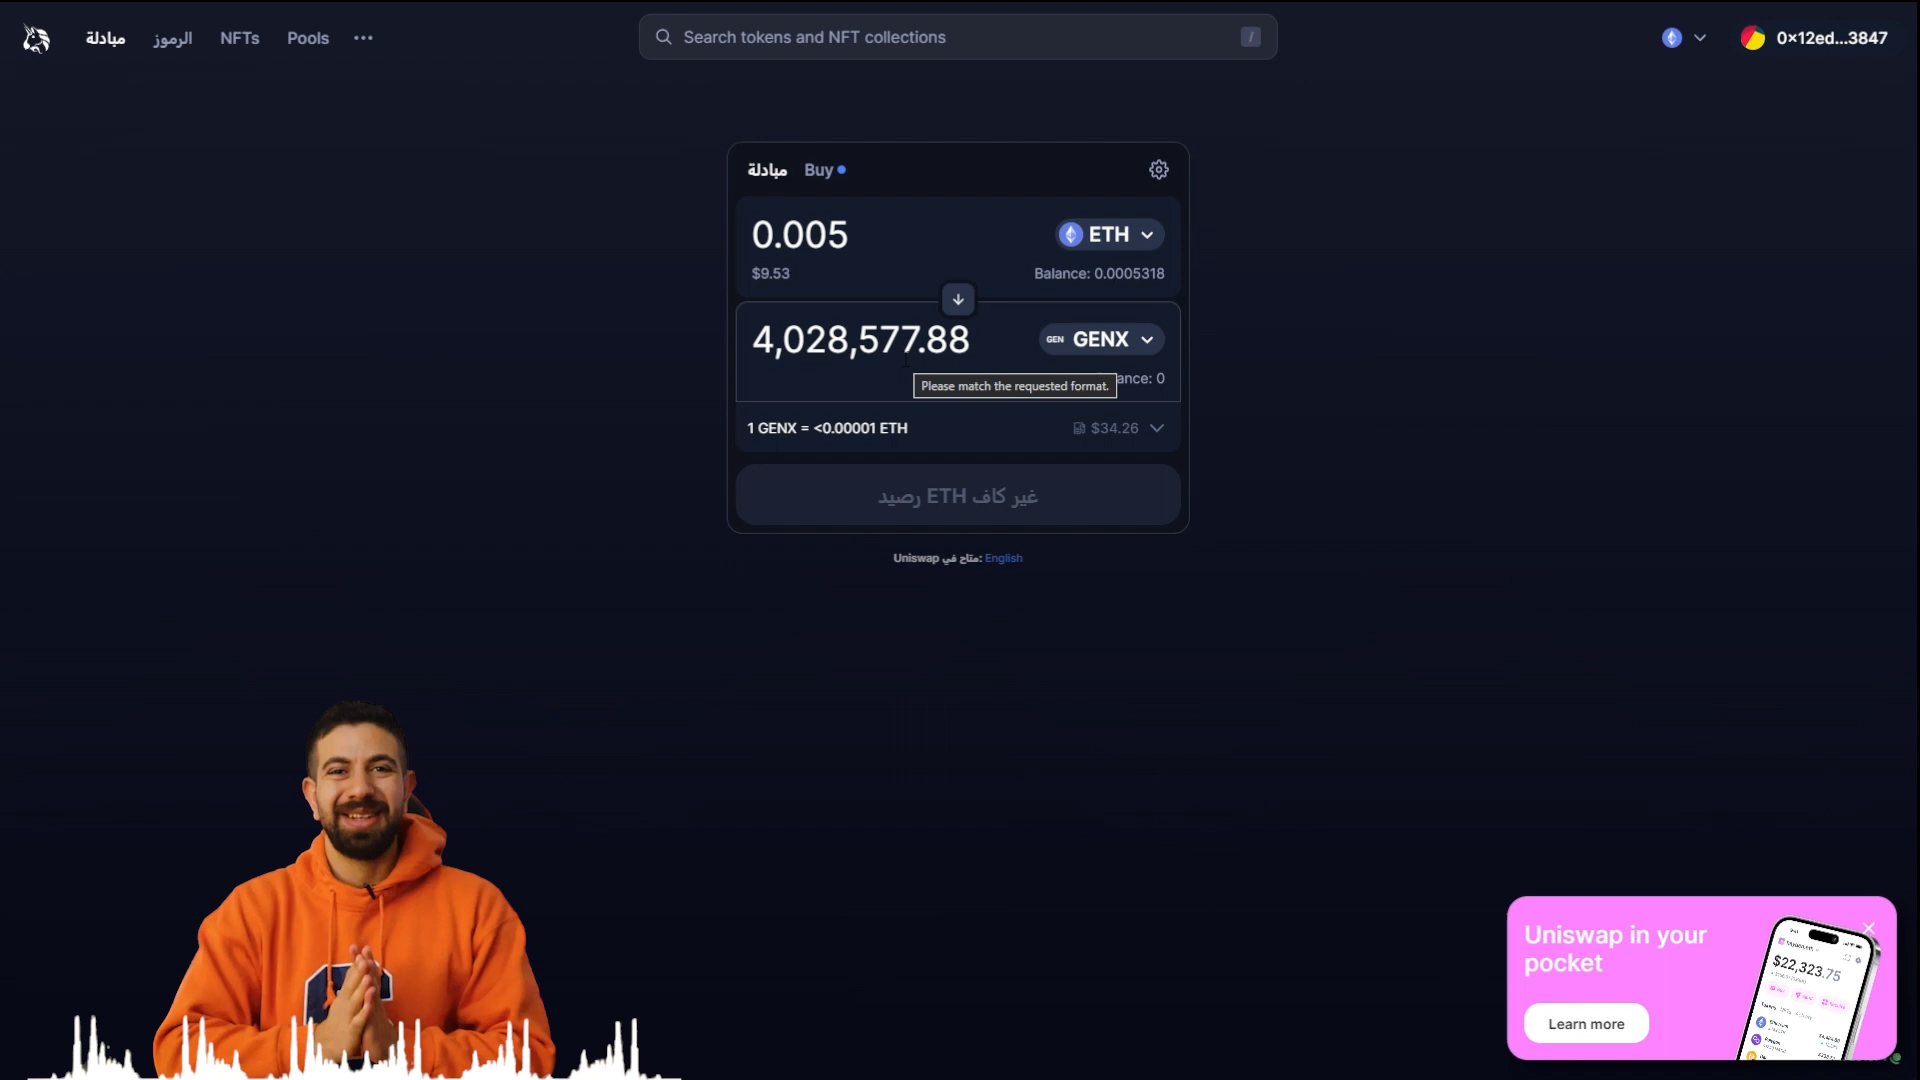 مبادلة
الرموز
NFTs
Pools
Search tokens and NFT collections
/
0x12ed...3847
مبادلة
Buy
0.005
ETH
$9.53
Balance: 0.0005318
4,028,577.88
GEN
GENX
Please match the requested format.
ance: 0
1 GENX = <0.00001 ETH
$34.26
رصيد ETH غير كاف
Uniswap متاح في: English
Uniswap in your
pocket
$22,323.75
Learn more